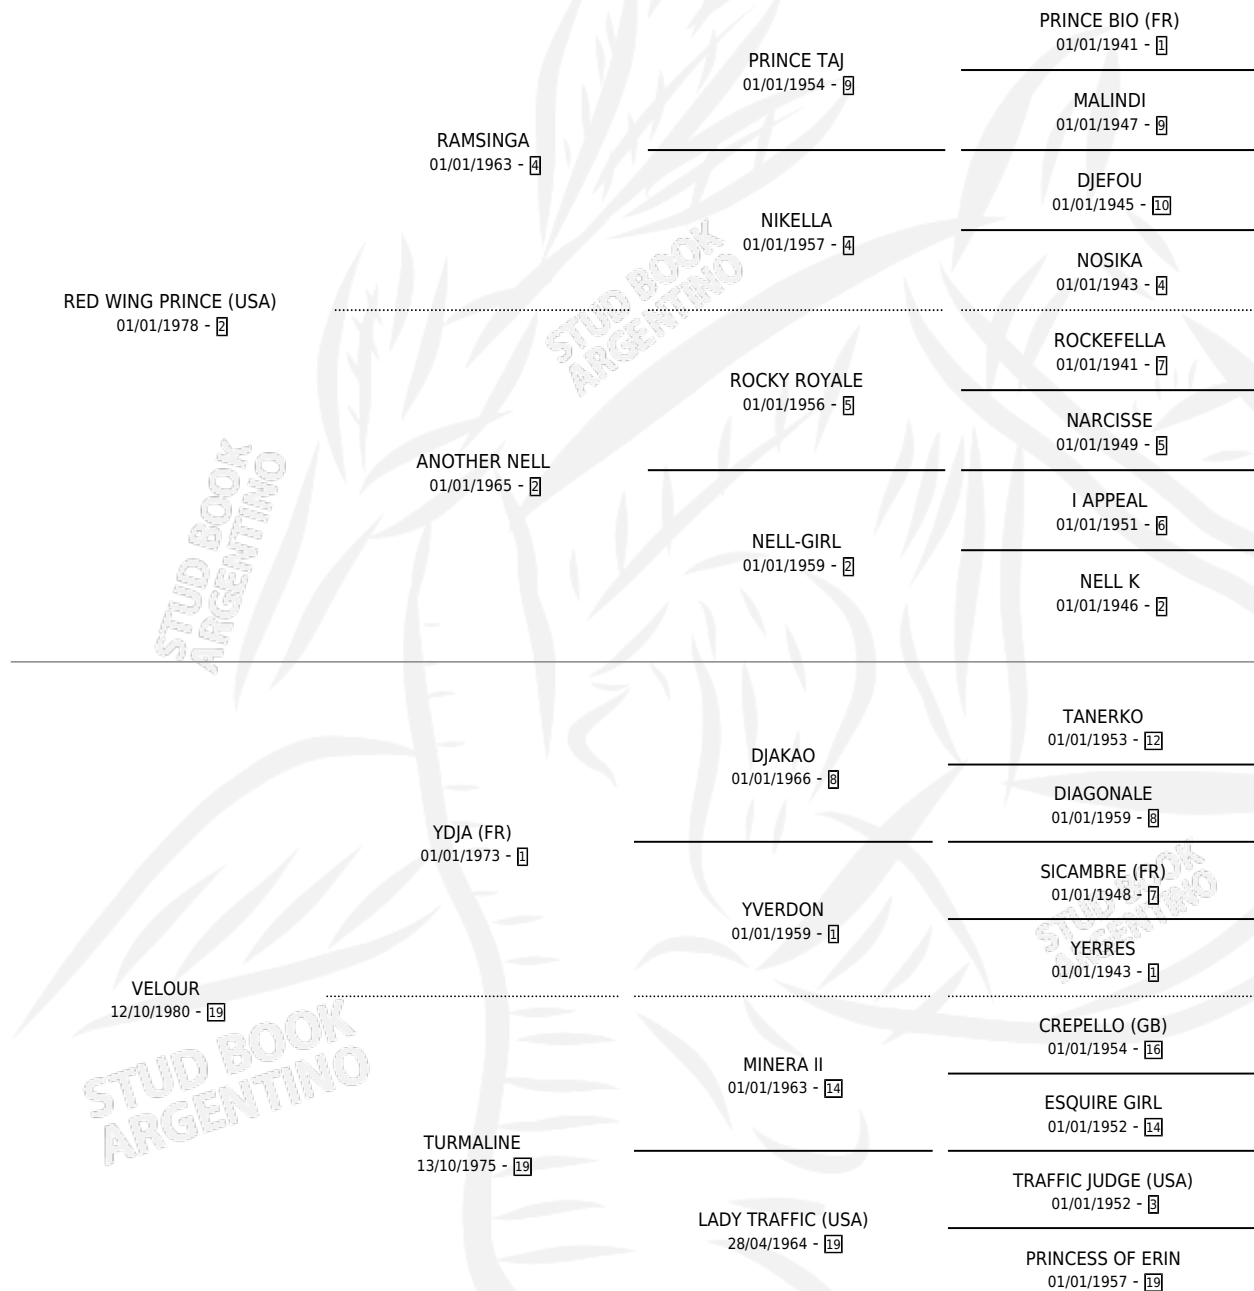 PRINCE BIO (FR)
01/01/1941 - 1
PRINCE TAJ
01/01/1954 - 9
MALINDI
01/01/1947 - 9
RAMSINGA
01/01/1963 - 4
DJEFOU
01/01/1945 - 10
NIKELLA
01/01/1957 - 4
NOSIKA
01/01/1943 - 4
RED WING PRINCE (USA)
01/01/1978 - 2
ROCKEFELLA
01/01/1941 - 7
ROCKY ROYALE
01/01/1956 - 5
NARCISSE
01/01/1949 - 5
ANOTHER NELL
01/01/1965 - 2
I APPEAL
01/01/1951 - 6
NELL-GIRL
01/01/1959 - 2
NELL K
01/01/1946 - 2
TANERKO
01/01/1953 - 12
DJAKAO
01/01/1966 - 8
DIAGONALE
01/01/1959 - 8
YDJA (FR)
01/01/1973 - 1
SICAMBRE (FR)
01/01/1948 - 7
YVERDON
01/01/1959 - 1
YERRES
01/01/1943 - 1
VELOUR
12/10/1980 - 19
CREPELLO (GB)
01/01/1954 - 16
MINERA II
01/01/1963 - 14
ESQUIRE GIRL
01/01/1952 - 14
TURMALINE
13/10/1975 - 19
TRAFFIC JUDGE (USA)
01/01/1952 - 3
LADY TRAFFIC (USA)
28/04/1964 - 19
PRINCESS OF ERIN
01/01/1957 - 19
STUD BOOK
ARGENTINO
STUD BOOK
ARGENTINO
STUD BOOK
ARGENTINO
STUD BOOK
ARGENTINO